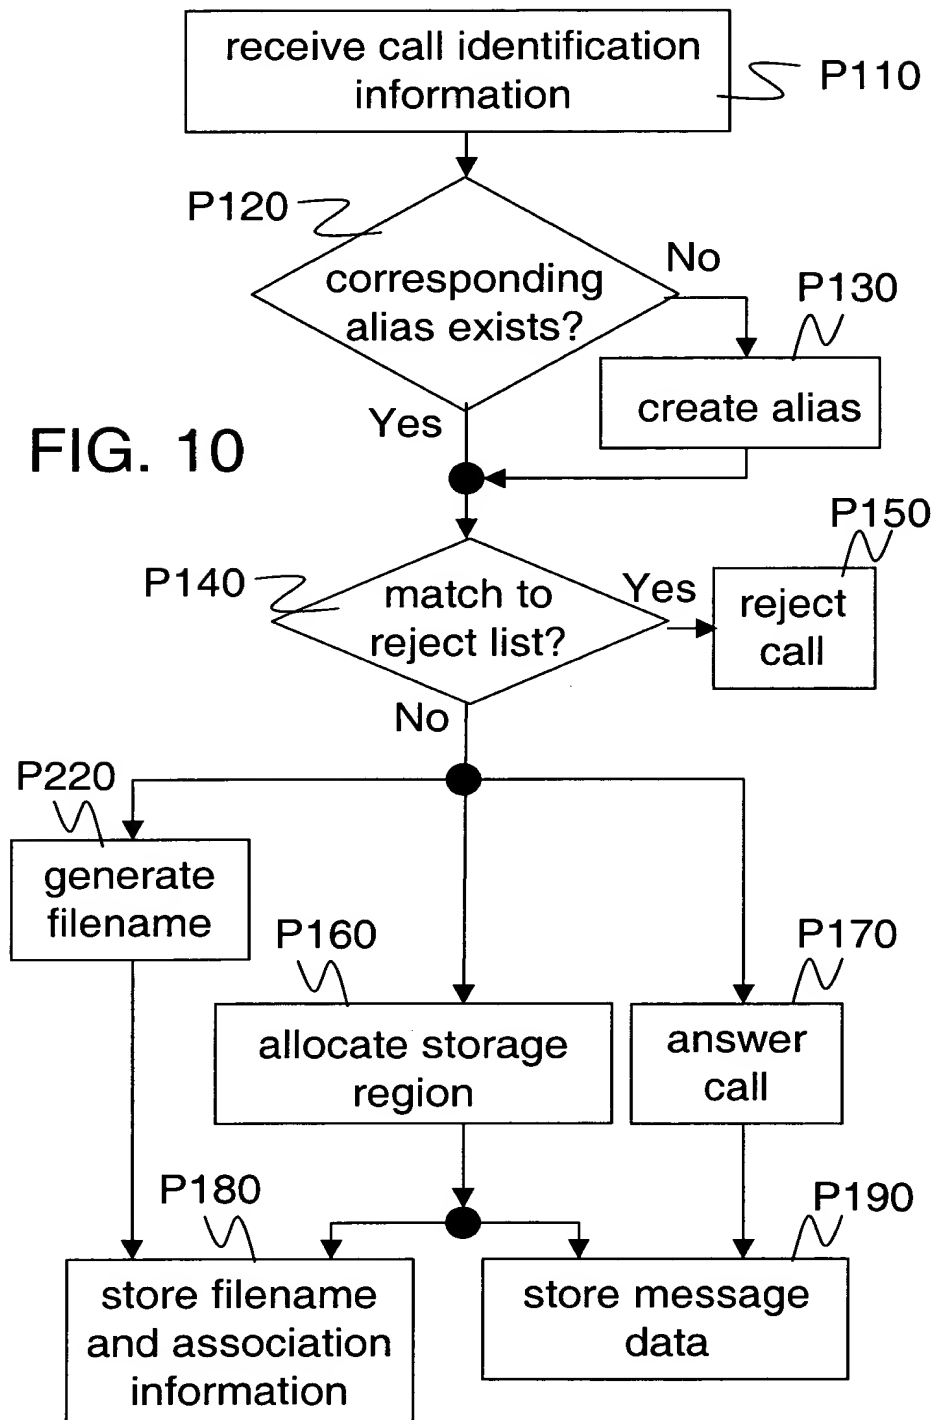 receive call identification
information
P110
P120
corresponding
alias exists?
No
P130
create alias
Yes
FIG. 10
P140
match to
reject list?
Yes
P150
reject
call
No
P220
generate
filename
P160
allocate storage
region
P170
answer
call
P180
store filename
and association
information
P190
store message
data